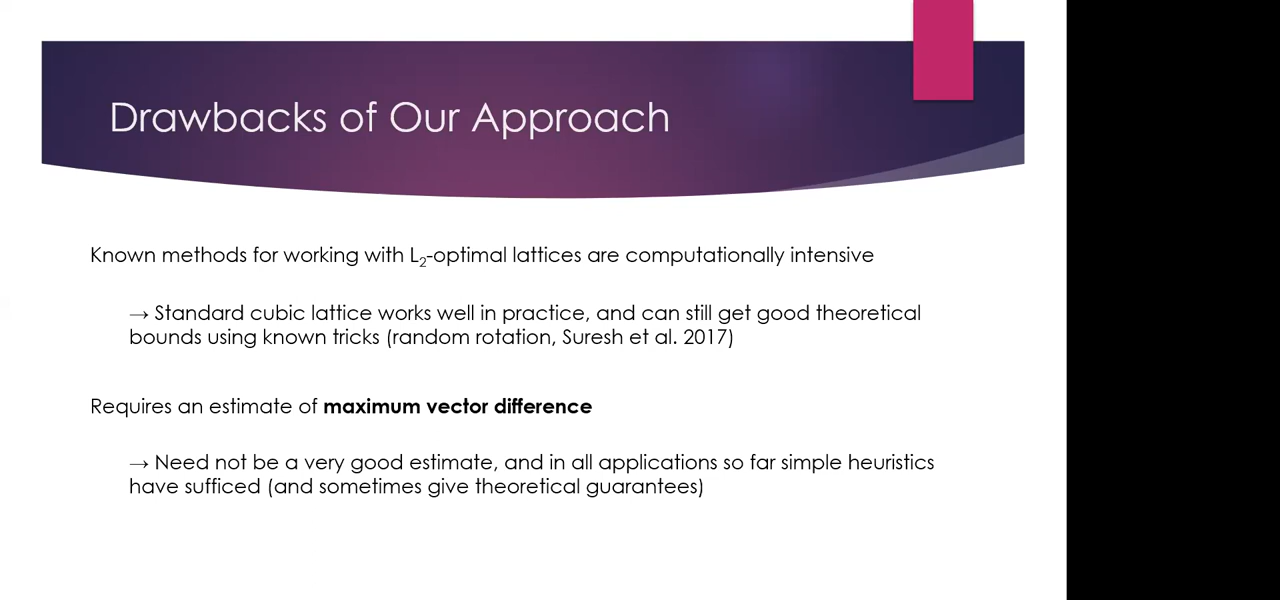 Drawbacks of Our Approach
Known methods for working with L₂-optimal lattices are computationally intensive
→ Standard cubic lattice works well in practice, and can still get good theoretical
bounds using known tricks (random rotation, Suresh et al. 2017)
Requires an estimate of maximum vector difference
→ Need not be a very good estimate, and in all applications so far simple heuristics
have sufficed (and sometimes give theoretical guarantees)